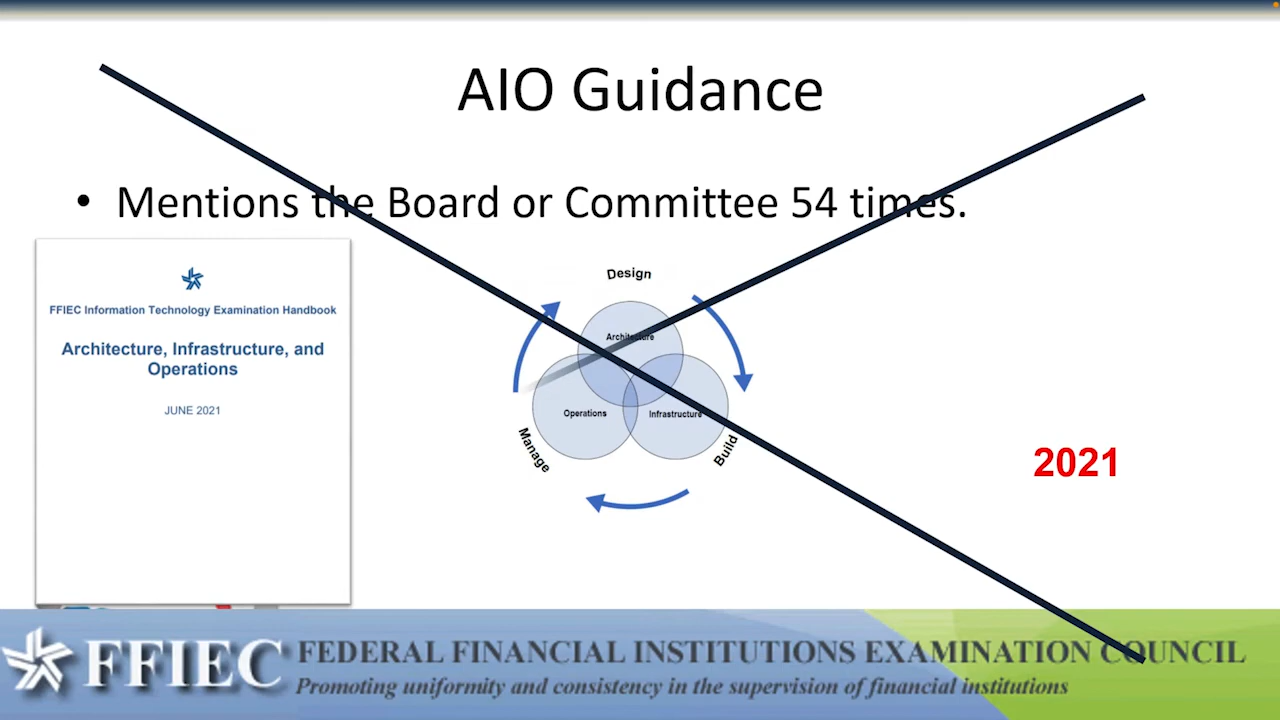 AIO Guidance
• Mentions the Board or Committee 54 times.
FFIEC Information Technology Examination Handbook
Architecture, Infrastructure, and
Operations
JUNE 2021
Design
Architecture
Operations
Infrastructure
Manage
Build
2021
FFIEC
FEDERAL FINANCIAL INSTITUTIONS EXAMINATION COUNCIL
Promoting uniformity and consistency in the supervision of financial institutions